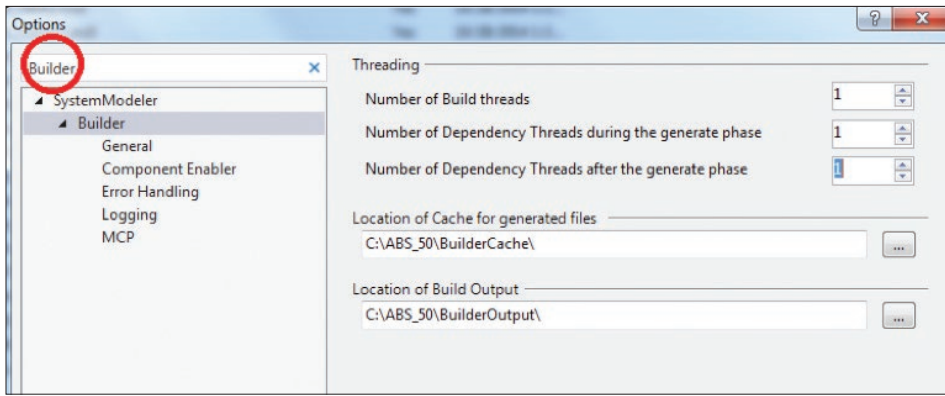 Options
Builder
SystemModeler
Builder
General
Component Enabler
Error Handling
Logging
MCP
Threading
Number of Build threads 1
Number of Dependency Threads during the generate phase 1
Number of Dependency Threads after the generate phase 1
Location of Cache for generated files
C:\ABS_50\BuilderCache\
...
Location of Build Output
C:\ABS_50\BuilderOutput\
...